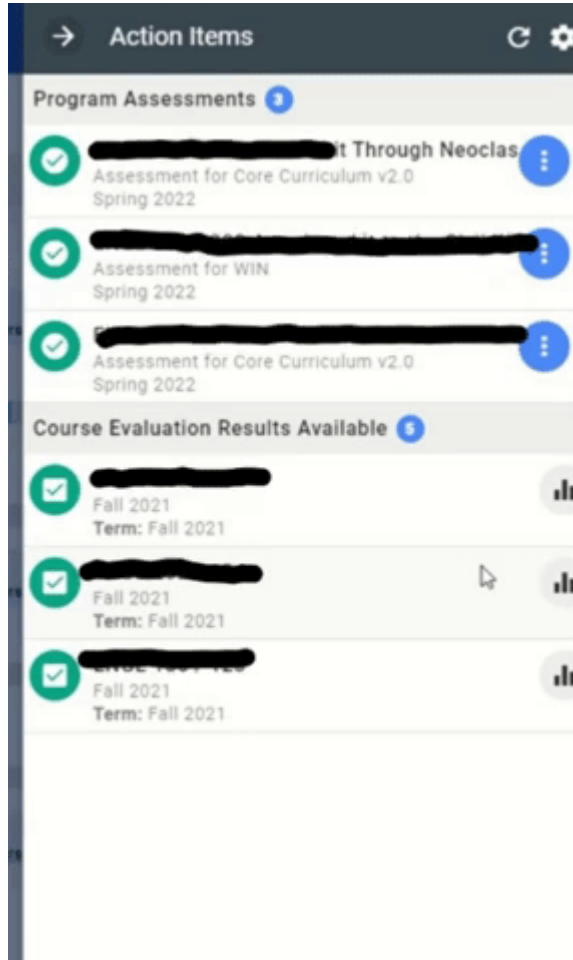 Action Items
Program Assessments 3
it Through Neoclas
Assessment for Core Curriculum v2.0
Spring 2022
Assessment for WIN
Spring 2022
Assessment for Core Curriculum v2.0
Spring 2022
Course Evaluation Results Available 5
Fall 2021
Term: Fall 2021
Fall 2021
Term: Fall 2021
Fall 2021
Term: Fall 2021